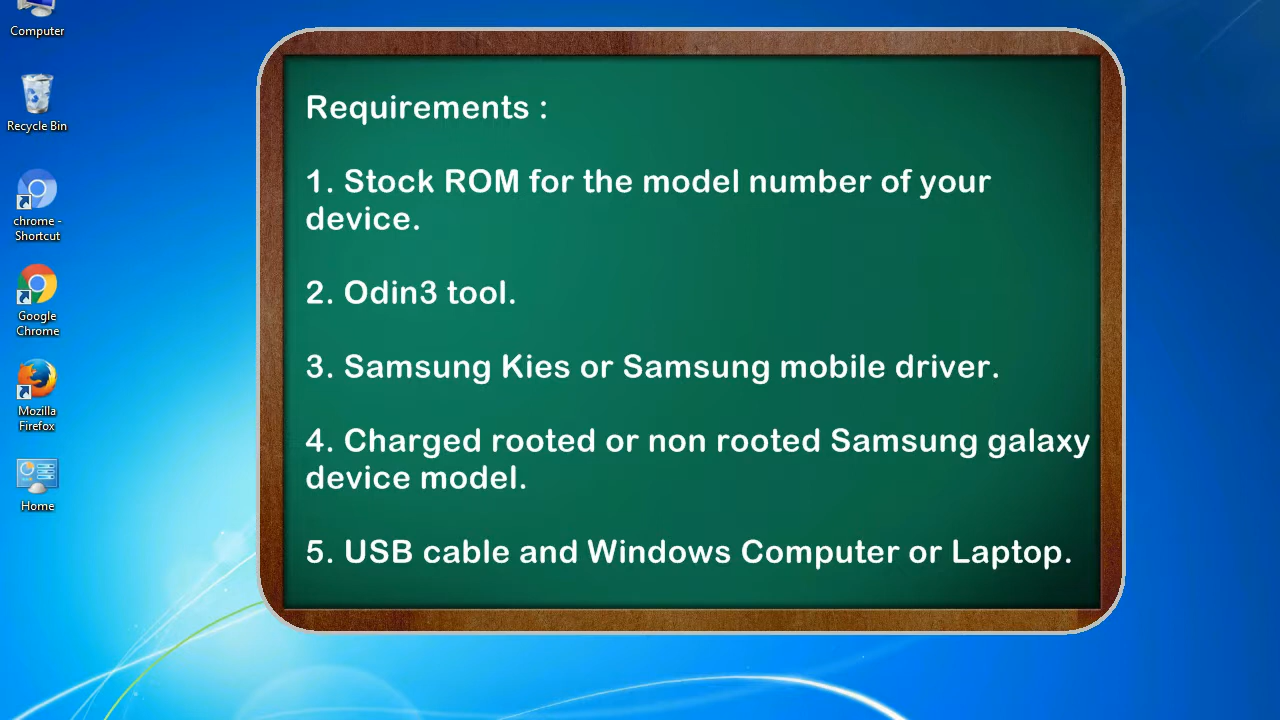 Computer
Recycle Bin
chrome -
Shortcut
Google
Chrome
Mozilla
Firefox
Home
Requirements :
1. Stock ROM for the model number of your
device.
2. Odin3 tool.
3. Samsung Kies or Samsung mobile driver.
4. Charged rooted or non rooted Samsung galaxy
device model.
5. USB cable and Windows Computer or Laptop.